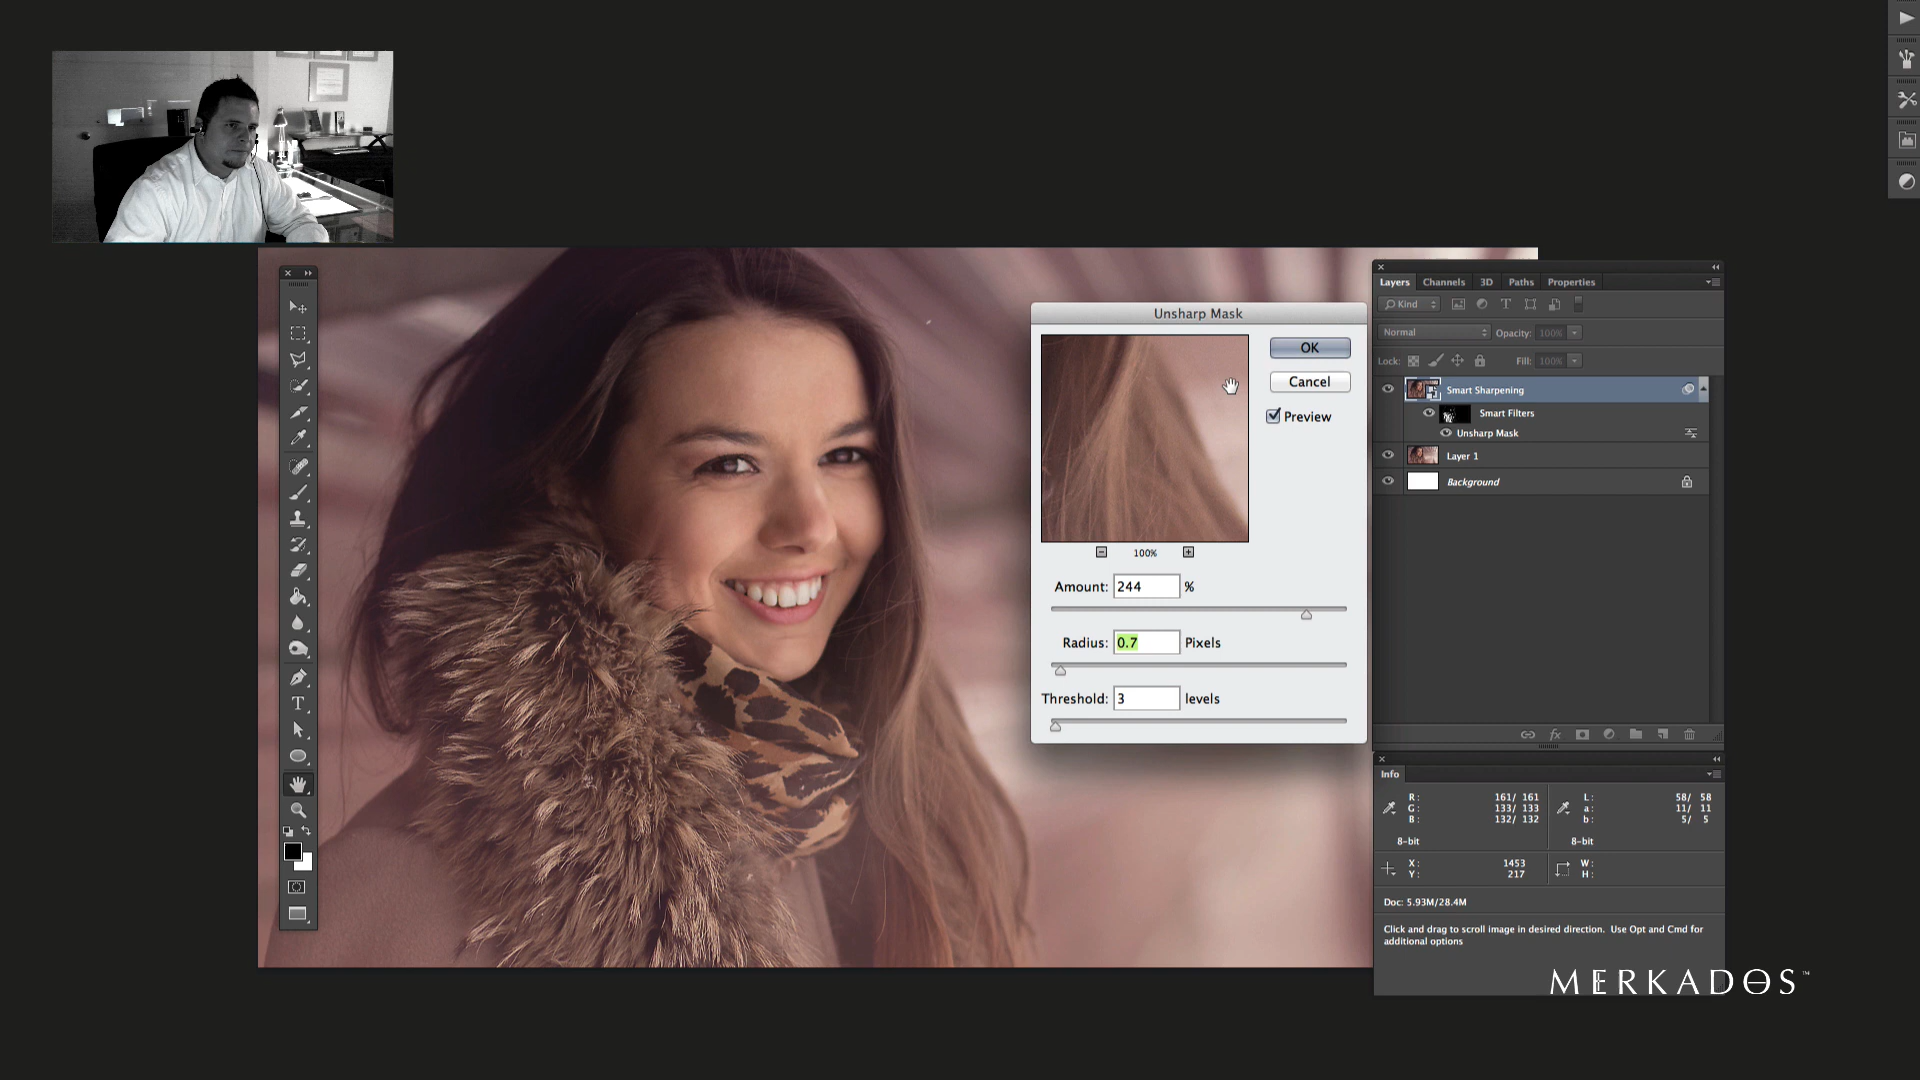 Unsharp Mask
OK
Cancel
Preview
100%
Amount: 244 %
Radius: 0.7 Pixels
Threshold: 3 levels
Layers Channels 3D Paths Properties
Kind
Normal Opacity: 100%
Lock: Fill: 100%
Smart Sharpening
Smart Filters
Unsharp Mask
Layer 1
Background
Info
R: 161/ 161 L: 58/ 58
G: 133/ 133 a: 11/ 11
B: 132/ 132 b: 5/ 5
8-bit 8-bit
X: 1453 W:
Y: 217 H:
Doc: 5.93M/28.4M
Click and drag to scroll image in desired direction. Use Opt and Cmd for
additional options
MERKADOS™